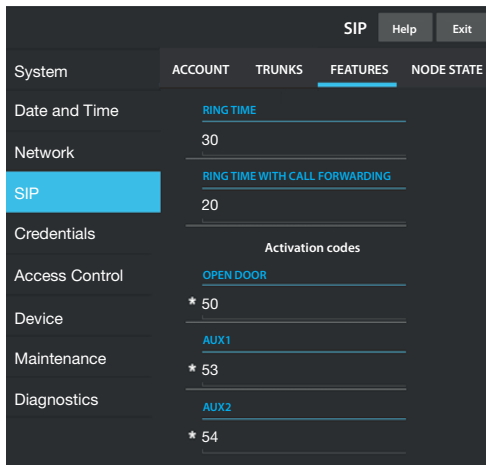 SIP Help Exit
System
Date and Time
Network
SIP
Credentials
Access Control
Device
Maintenance
Diagnostics
ACCOUNT TRUNKS FEATURES NODE STATE
RING TIME
30
RING TIME WITH CALL FORWARDING
20
Activation codes
OPEN DOOR
* 50
AUX1
* 53
AUX2
* 54